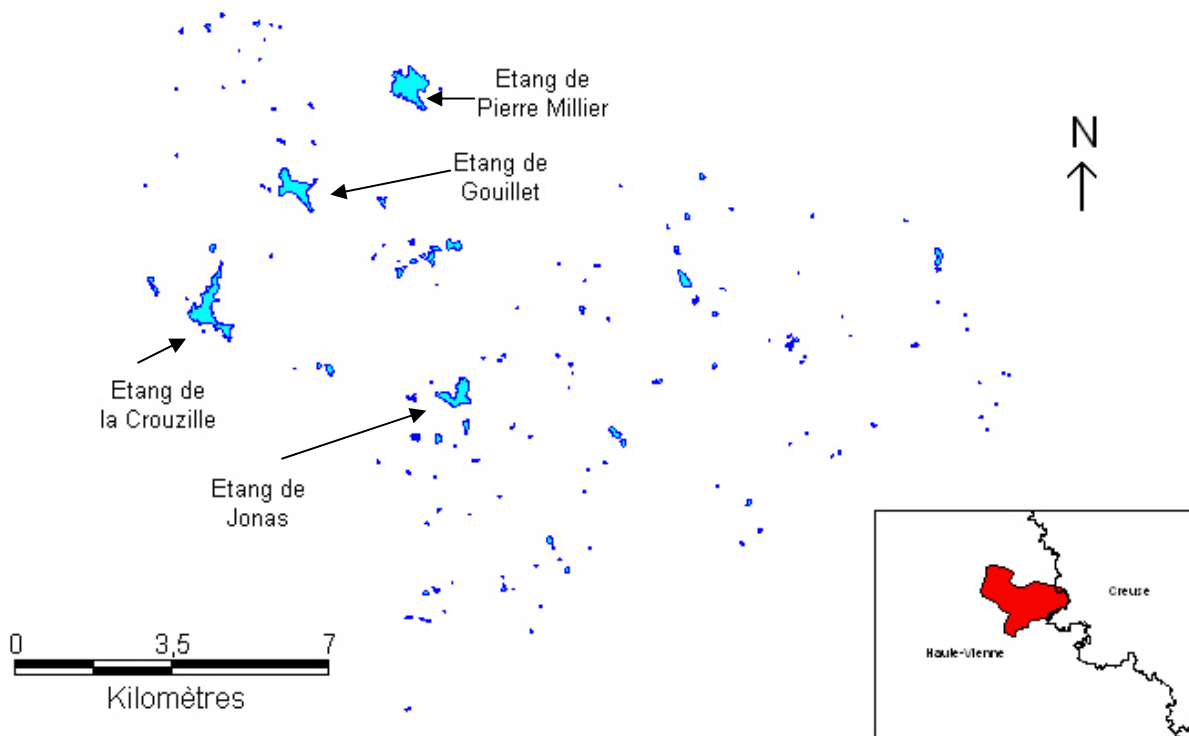 Etang de
Pierre Millier
N
Etang de
Gouillet
Etang de
la Crouzille
Etang de
Jonas
0 3,5 7
Kilomètres
Creuse
Haute-Vienne